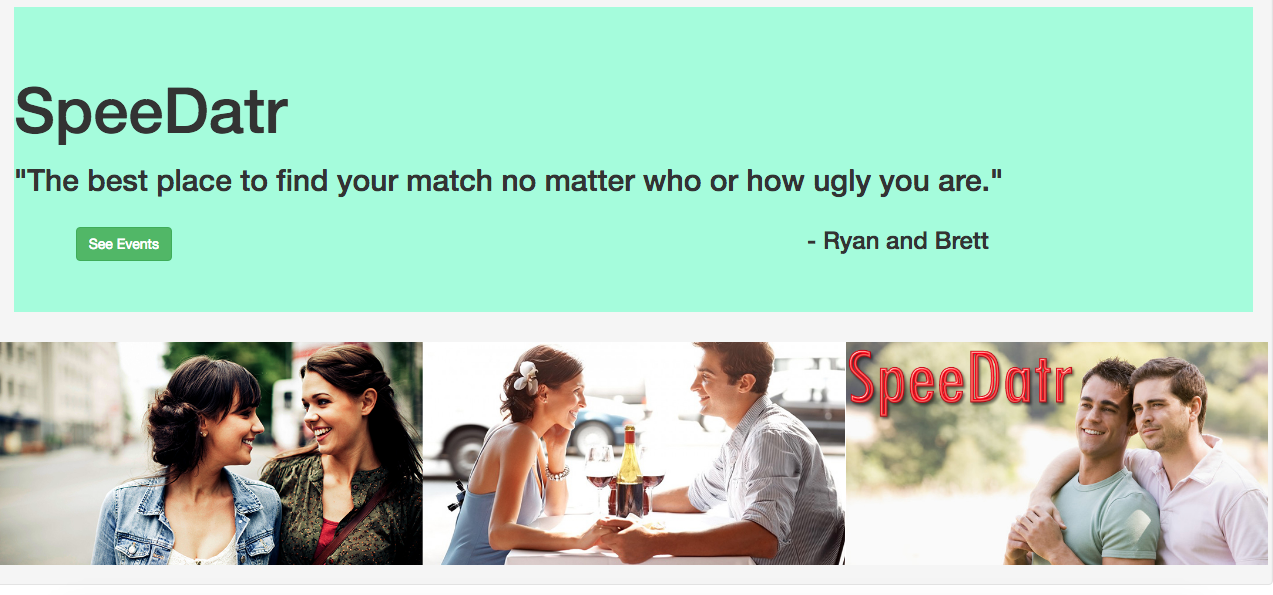 SpeeDatr
"The best place to find your match no matter who or how ugly you are."
See Events
- Ryan and Brett
SpeeDatr